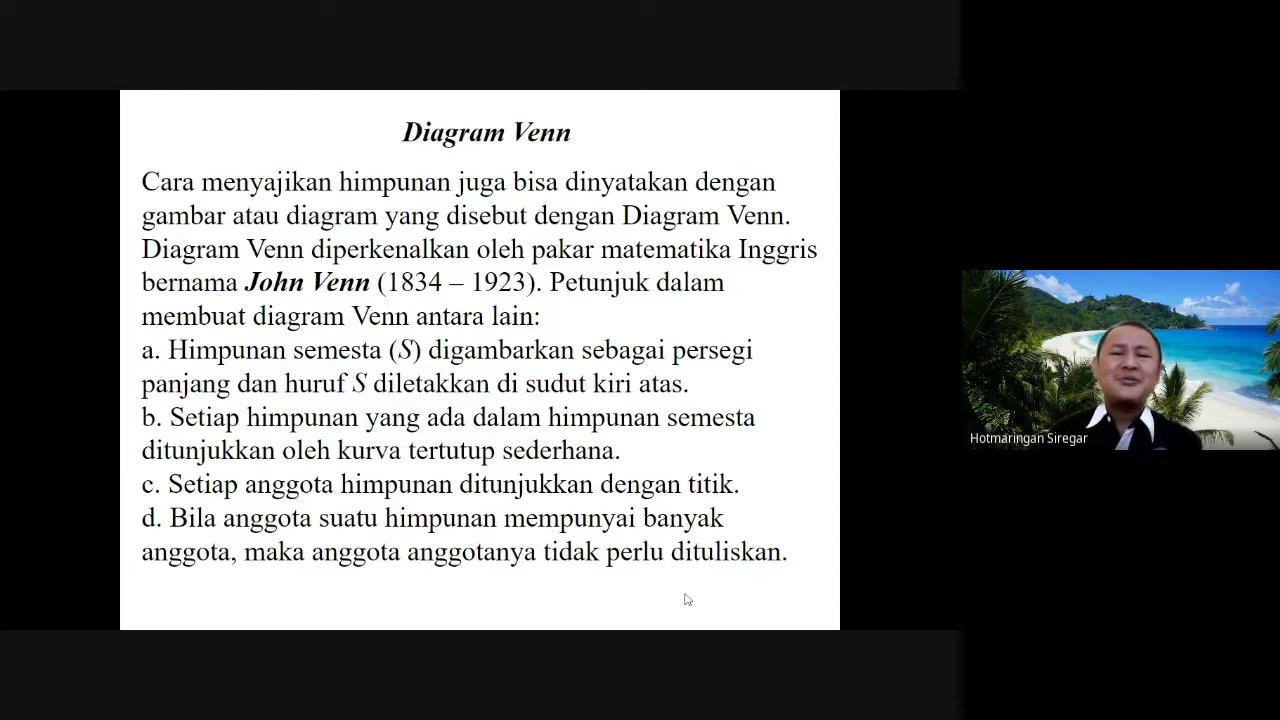 Diagram Venn
Cara menyajikan himpunan juga bisa dinyatakan dengan
gambar atau diagram yang disebut dengan Diagram Venn.
Diagram Venn diperkenalkan oleh pakar matematika Inggris
bernama John Venn (1834 – 1923). Petunjuk dalam
membuat diagram Venn antara lain:
a. Himpunan semesta (S) digambarkan sebagai persegi
panjang dan huruf S diletakkan di sudut kiri atas.
b. Setiap himpunan yang ada dalam himpunan semesta
ditunjukkan oleh kurva tertutup sederhana.
c. Setiap anggota himpunan ditunjukkan dengan titik.
d. Bila anggota suatu himpunan mempunyai banyak
anggota, maka anggota anggotanya tidak perlu dituliskan.
Hotmaringan Siregar